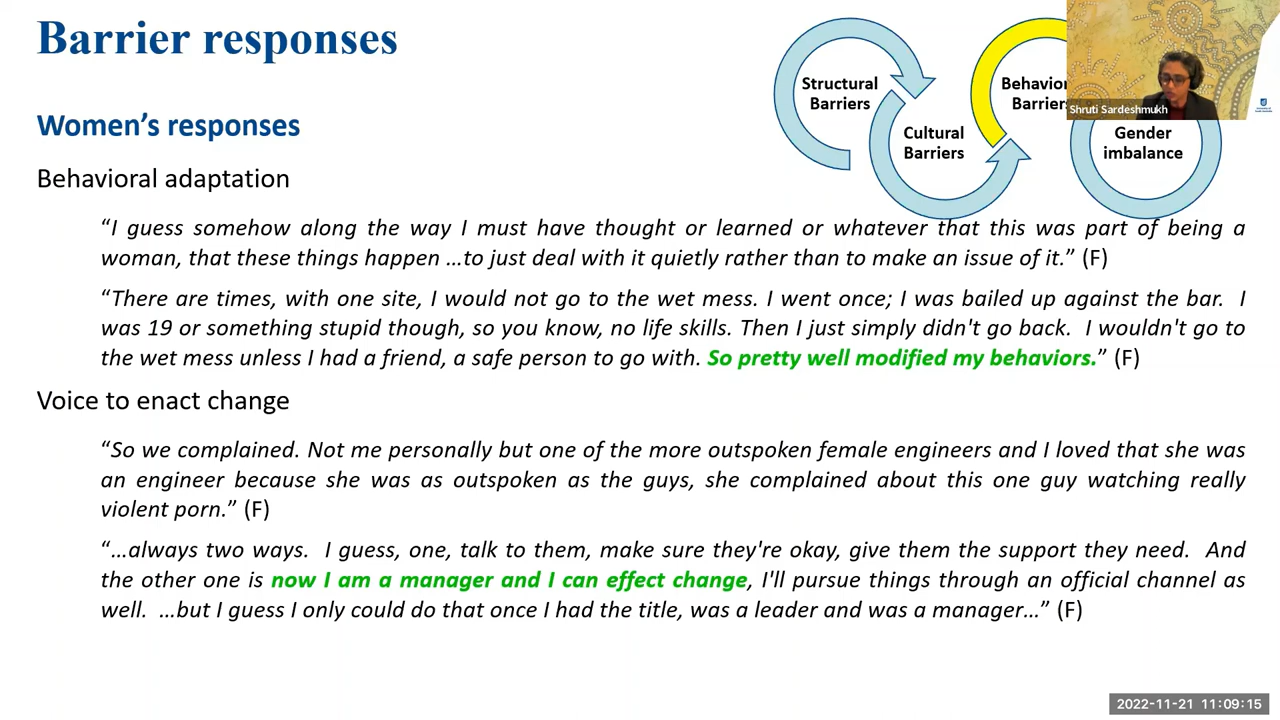 Barrier responses
Structural
Barriers
Cultural
Barriers
Behavior
Barriers
Gender
imbalance
Shruti Sardeshmukh
Women’s responses
Behavioral adaptation
“I guess somehow along the way I must have thought or learned or whatever that this was part of being a
woman, that these things happen …to just deal with it quietly rather than to make an issue of it.” (F)
“There are times, with one site, I would not go to the wet mess. I went once; I was bailed up against the bar. I
was 19 or something stupid though, so you know, no life skills. Then I just simply didn't go back. I wouldn't go to
the wet mess unless I had a friend, a safe person to go with. So pretty well modified my behaviors.” (F)
Voice to enact change
“So we complained. Not me personally but one of the more outspoken female engineers and I loved that she was
an engineer because she was as outspoken as the guys, she complained about this one guy watching really
violent porn.” (F)
“…always two ways. I guess, one, talk to them, make sure they're okay, give them the support they need. And
the other one is now I am a manager and I can effect change, I'll pursue things through an official channel as
well. …but I guess I only could do that once I had the title, was a leader and was a manager…” (F)
2022-11-21 11:09:15